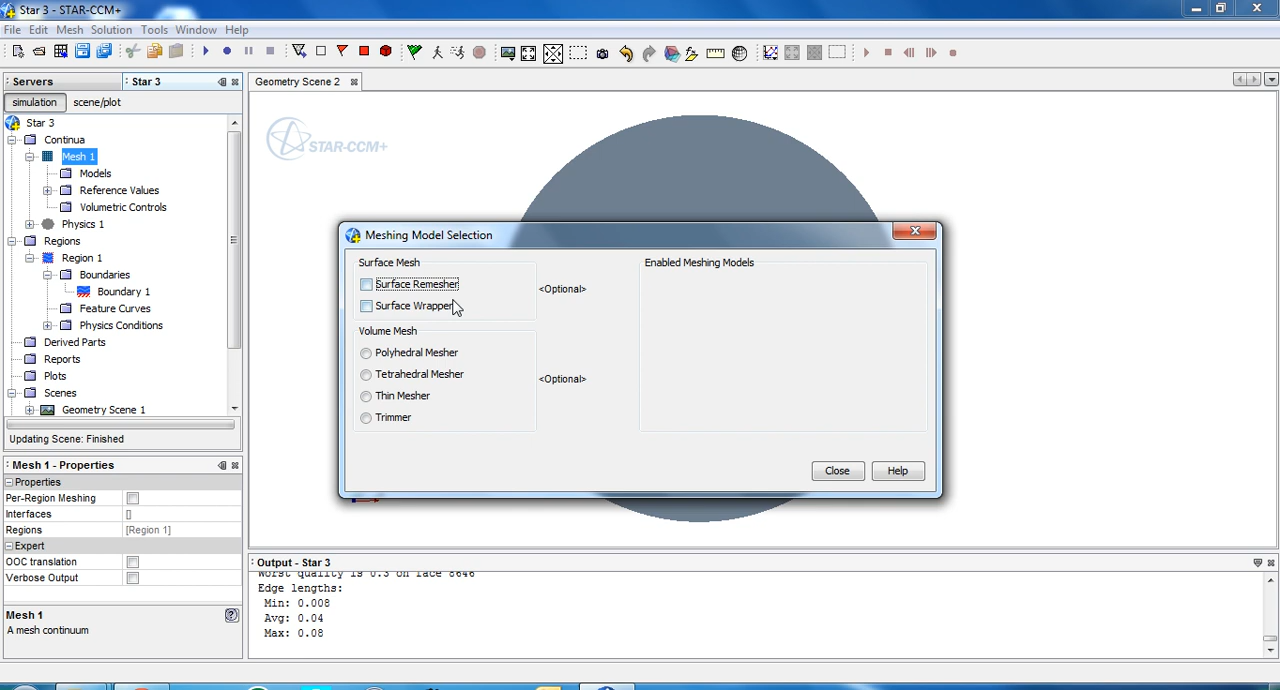 Star 3 - STAR-CCM+
File Edit Mesh Solution Tools Window Help
Servers
Star 3
Geometry Scene 2
simulation
scene/plot
Star 3
Continua
Mesh 1
Models
Reference Values
Volumetric Controls
Physics 1
Regions
Region 1
Boundaries
Boundary 1
Feature Curves
Physics Conditions
Derived Parts
Reports
Plots
Scenes
Geometry Scene 1
Updating Scene: Finished
STAR-CCM+
Meshing Model Selection
Surface Mesh
Surface Remesher
Surface Wrapper
<Optional>
Volume Mesh
Polyhedral Mesher
Tetrahedral Mesher
Thin Mesher
Trimmer
<Optional>
Enabled Meshing Models
Close
Help
Mesh 1 - Properties
Properties
Per-Region Meshing
Interfaces []
Regions [Region 1]
Expert
OOC translation
Verbose Output
Mesh 1
A mesh continuum
Output - Star 3
Worst quality is 0.3 on face 8646
Edge lengths:
Min: 0.008
Avg: 0.04
Max: 0.08